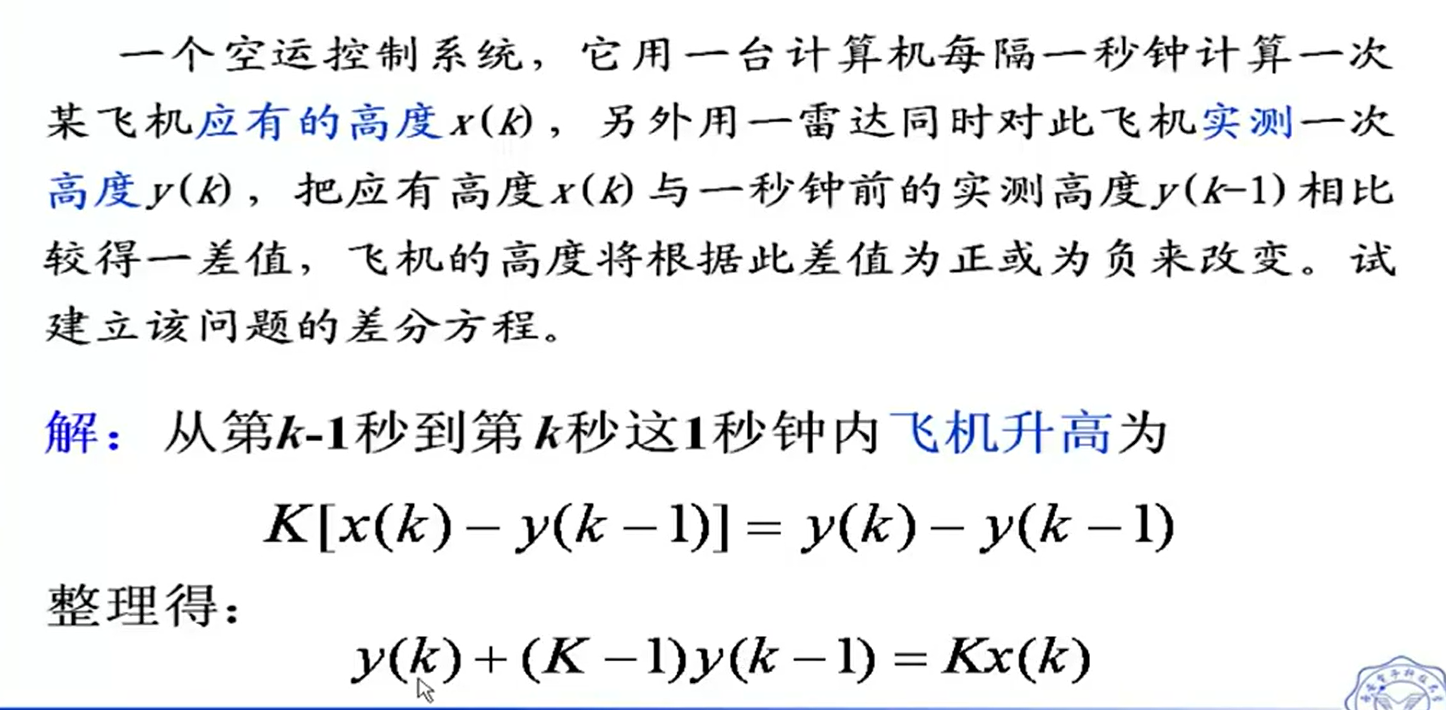 一个空运控制系统，它用一台计算机每隔一秒钟计算一次
某飞机应有的高度x(k)，另外用一雷达同时对此飞机实测一次
高度y(k)，把应有高度x(k)与一秒钟前的实测高度y(k-1)相比
较得一差值，飞机的高度将根据此差值为正或为负来改变。试
建立该问题的差分方程。
解：从第k-1秒到第k秒这1秒钟内飞机升高为
K[x(k)－y(k－1)]＝y(k)－y(k－1)
整理得：
y(k)＋(K－1)y(k－1)＝Kx(k)